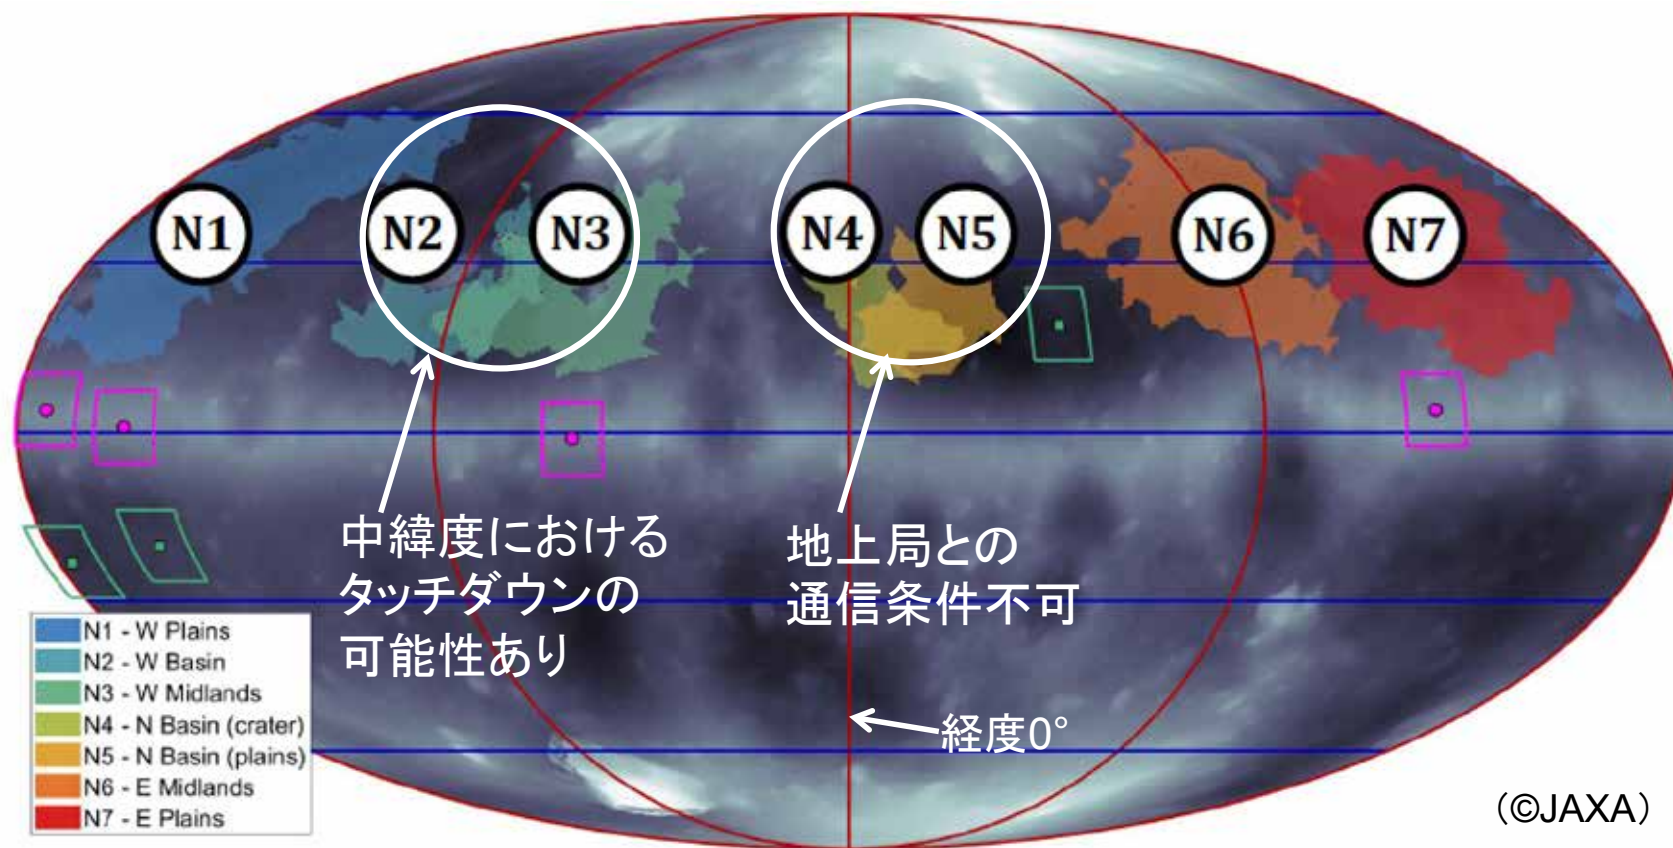 N1
N2
N3
N4
N5
N6
N7
中緯度における
タッチダウンの
可能性あり
地上局との
通信条件不可
経度0°
N1 - W Plains
N2 - W Basin
N3 - W Midlands
N4 - N Basin (crater)
N5 - N Basin (plains)
N6 - E Midlands
N7 - E Plains
(©JAXA)